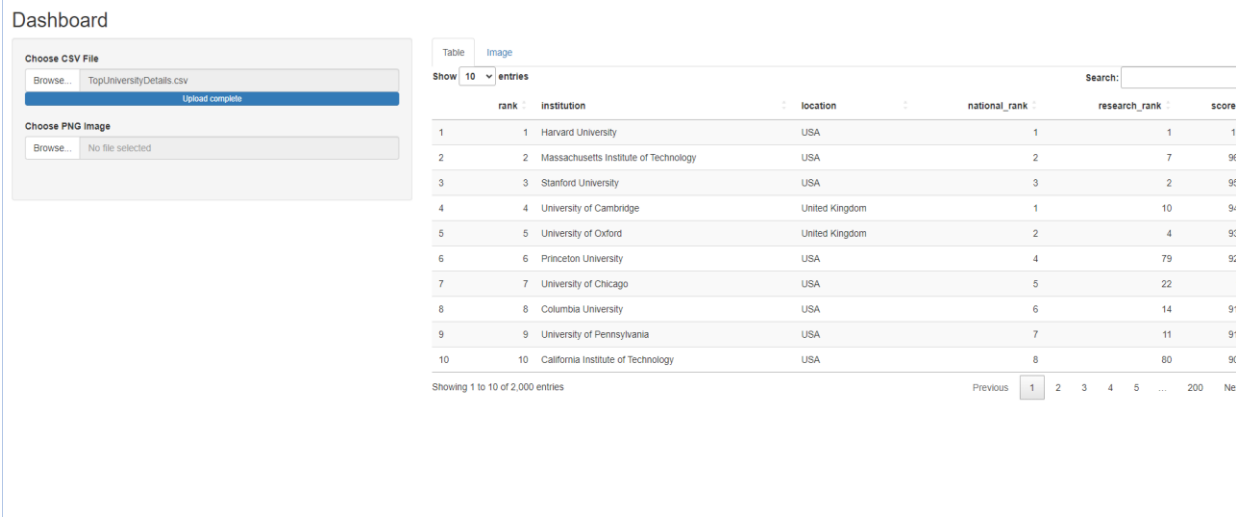 Dashboard
Choose CSV File
Browse... TopUniversityDetails.csv
Upload complete
Choose PNG Image
Browse... No file selected
Table Image
Show 10 entries Search:
rank institution location national_rank research_rank score
1 1 Harvard University USA 1 1
2 2 Massachusetts Institute of Technology USA 2 7
3 3 Stanford University USA 3 2
4 4 University of Cambridge United Kingdom 1 10
5 5 University of Oxford United Kingdom 2 4
6 6 Princeton University USA 4 79
7 7 University of Chicago USA 5 22
8 8 Columbia University USA 6 14
9 9 University of Pennsylvania USA 7 11
10 10 California Institute of Technology USA 8 80
Showing 1 to 10 of 2,000 entries Previous 1 2 3 4 5 ... 200